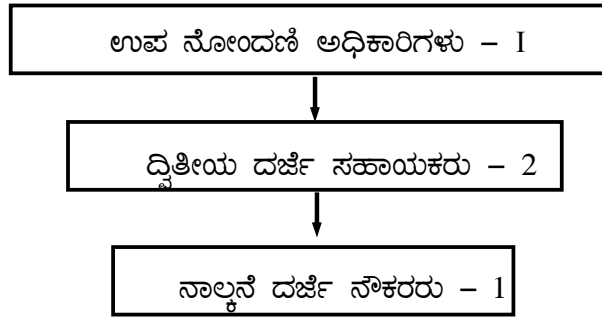 ಉಪ ನೋಂದಣಿ ಅಧಿಕಾರಿಗಳು – I
ದ್ವಿತೀಯ ದರ್ಜೆ ಸಹಾಯಕರು – 2
ನಾಲ್ಕನೆ ದರ್ಜೆ ನೌಕರರು – 1